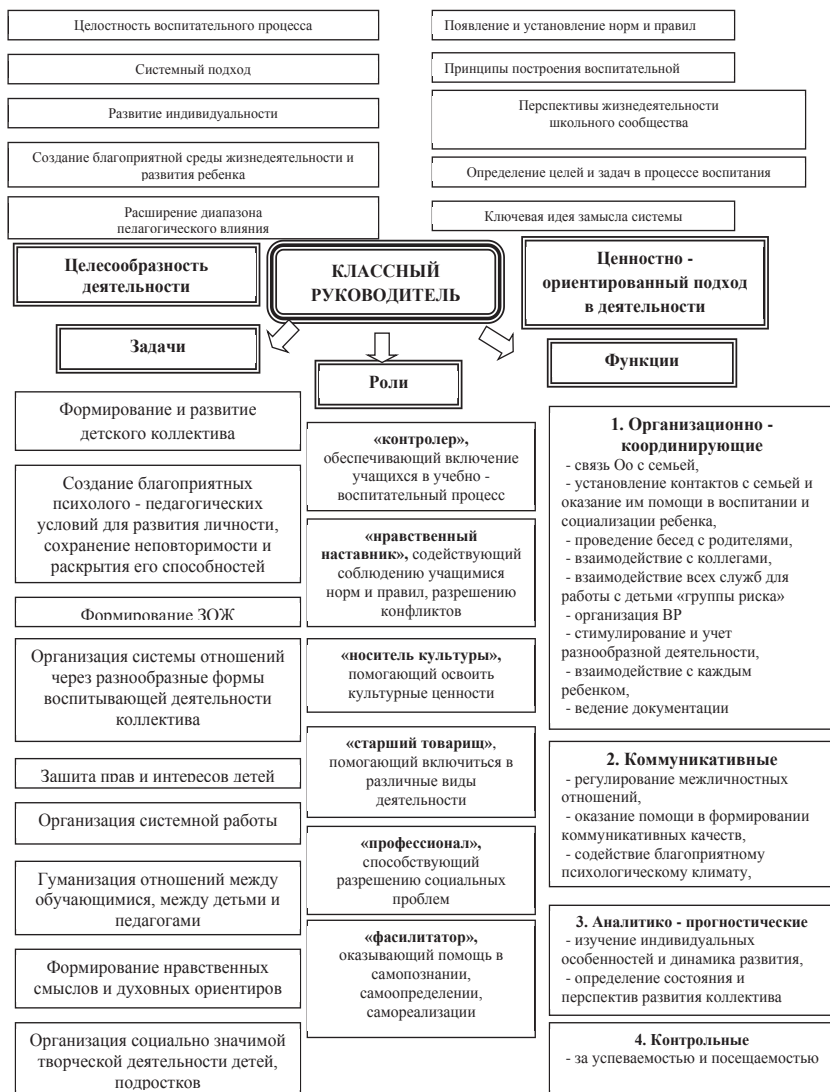 Целостность воспитательного процесса
Системный подход
Развитие индивидуальности
Создание благоприятной среды жизнедеятельности и
развития ребенка
Расширение диапазона
педагогического влияния
Появление и установление норм и правил
Принципы построения воспитательной
Перспективы жизнедеятельности
школьного сообщества
Определение целей и задач в процессе воспитания
Ключевая идея замысла системы
Целесообразность
деятельности
КЛАССНЫЙ
РУКОВОДИТЕЛЬ
Ценностно -
ориентированный подход
в деятельности
Задачи
Роли
Функции
Формирование и развитие
детского коллектива
Создание благоприятных
психолого - педагогических
условий для развития личности,
сохранение неповторимости и
раскрытия его способностей
Формирование ЗОЖ
Организация системы отношений
через разнообразные формы
воспитывающей деятельности
коллектива
Защита прав и интересов детей
Организация системной работы
Гуманизация отношений между
обучающимися, между детьми и
педагогами
Формирование нравственных
смыслов и духовных ориентиров
Организация социально значимой
творческой деятельности детей,
подростков
«контролер»,
обеспечивающий включение
учащихся в учебно -
воспитательный процесс
«нравственный
наставник», содействующий
соблюдению учащимися
норм и правил, разрешению
конфликтов
«носитель культуры»,
помогающий освоить
культурные ценности
«старший товарищ»,
помогающий включиться в
различные виды
деятельности
«профессионал»,
способствующий
разрешению социальных
проблем
«фасилитатор»,
оказывающий помощь в
самопознании,
самоопределении,
самореализации
1. Организационно -
координирующие
- связь Оо с семьей,
- установление контактов с семьей и
оказание им помощи в воспитании и
социализации ребенка,
- проведение бесед с родителями,
- взаимодействие с коллегами,
- взаимодействие всех служб для
работы с детьми «группы риска»
- организация ВР
- стимулирование и учет
разнообразной деятельности,
- взаимодействие с каждым
ребенком,
- ведение документации
2. Коммуникативные
- регулирование межличностных
отношений,
- оказание помощи в формировании
коммуникативных качеств,
- содействие благоприятному
психологическому климату,
3. Аналитико - прогностические
- изучение индивидуальных
особенностей и динамика развития,
- определение состояния и
перспектив развития коллектива
4. Контрольные
- за успеваемостью и посещаемостью